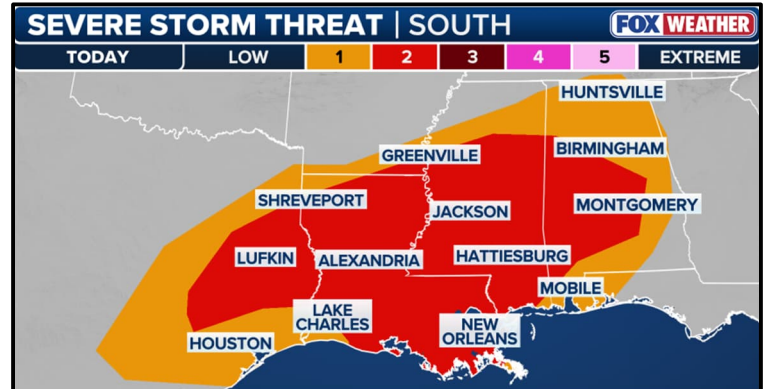 SEVERE STORM THREAT | SOUTH
FOX WEATHER
TODAY LOW 1 2 3 4 5 EXTREME
HUNTSVILLE
GREENVILLE
BIRMINGHAM
SHREVEPORT
JACKSON
MONTGOMERY
LUFKIN
ALEXANDRIA
HATTIESBURG
MOBILE
LAKE
CHARLES
NEW
ORLEANS
HOUSTON